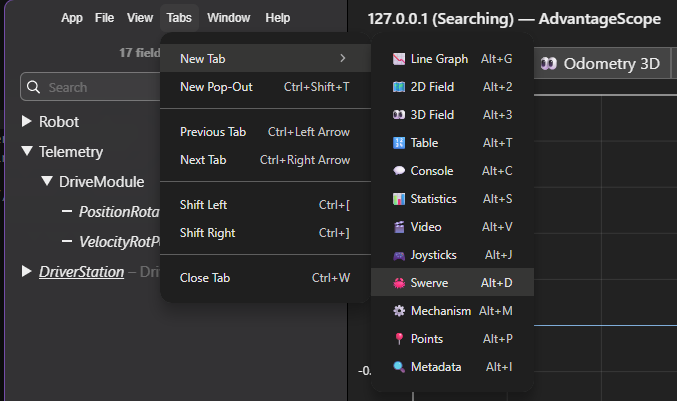 App File View Tabs Window Help
127.0.0.1 (Searching) — AdvantageScope
17 field
Search
Robot
Telemetry
DriveModule
PositionRota
VelocityRotP
DriverStation – Dri
New Tab
New Pop-Out Ctrl+Shift+T
Previous Tab Ctrl+Left Arrow
Next Tab Ctrl+Right Arrow
Shift Left Ctrl+[
Shift Right Ctrl+]
Close Tab Ctrl+W
Line Graph Alt+G
2D Field Alt+2
3D Field Alt+3
Table Alt+T
Console Alt+C
Statistics Alt+S
Video Alt+V
Joysticks Alt+J
Swerve Alt+D
Mechanism Alt+M
Points Alt+P
Metadata Alt+I
👀 Odometry 3D
-0.